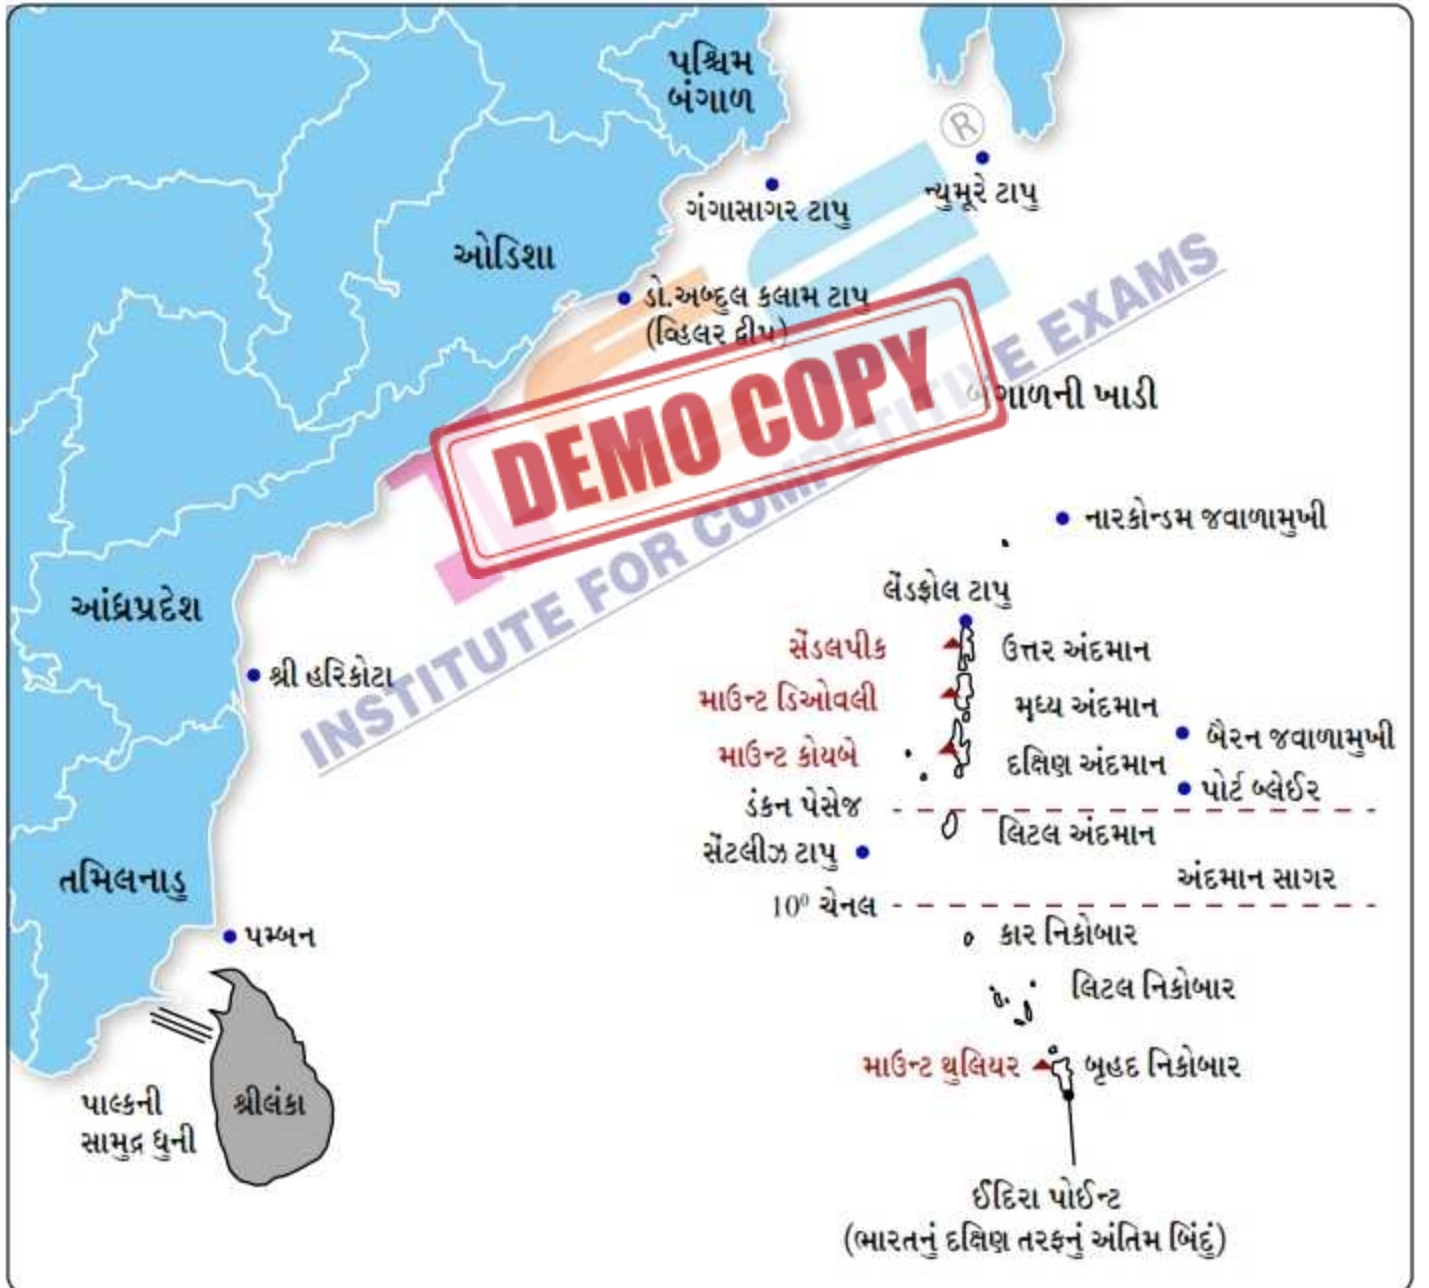 પશ્ચિમ
બંગાળ
®
ન્યુમૂરે ટાપુ
ગંગાસાગર ટાપુ
ઓડિશા
ડો.અબ્દુલ કલામ ટાપુ
(વ્હિલર દ્વીપ)
DEMO COPY
બંગાળની ખાડી
INSTITUTE FOR COMPETITIVE EXAMS
નારકોન્ડમ જવાળામુખી
લેંડફોલ ટાપુ
આંધ્રપ્રદેશ
સેંડલપીક
ઉત્તર અંદમાન
શ્રી હરિકોટા
માઉન્ટ ડિઓવલી
મૃધ્ય અંદમાન
બૈરન જવાળામુખી
માઉન્ટ કોયબે
દક્ષિણ અંદમાન
પોર્ટ બ્લેઈર
ડંકન પેસેજ
લિટલ અંદમાન
સેંટલીઝ ટાપુ
તમિલનાડુ
અંદમાન સાગર
10⁰ ચેનલ
પમ્બન
કાર નિકોબાર
લિટલ નિકોબાર
માઉન્ટ થુલિયર
બૃહદ નિકોબાર
પાલ્કની
સામુદ્ર ધુની
શ્રીલંકા
ઈંદિરા પોઈન્ટ
(ભારતનું દક્ષિણ તરફનું અંતિમ બિંદું)